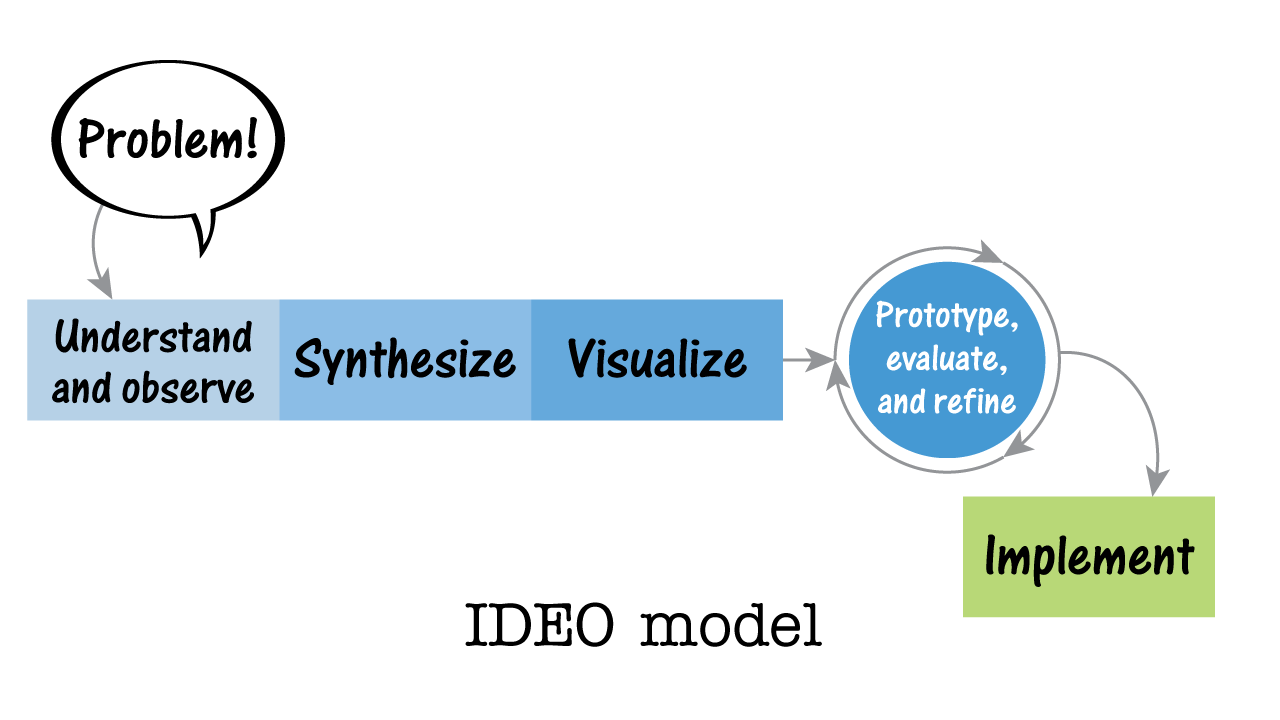 Problem!
Understand
and observe
Synthesize
Visualize
Prototype,
evaluate,
and refine
Implement
IDEO model